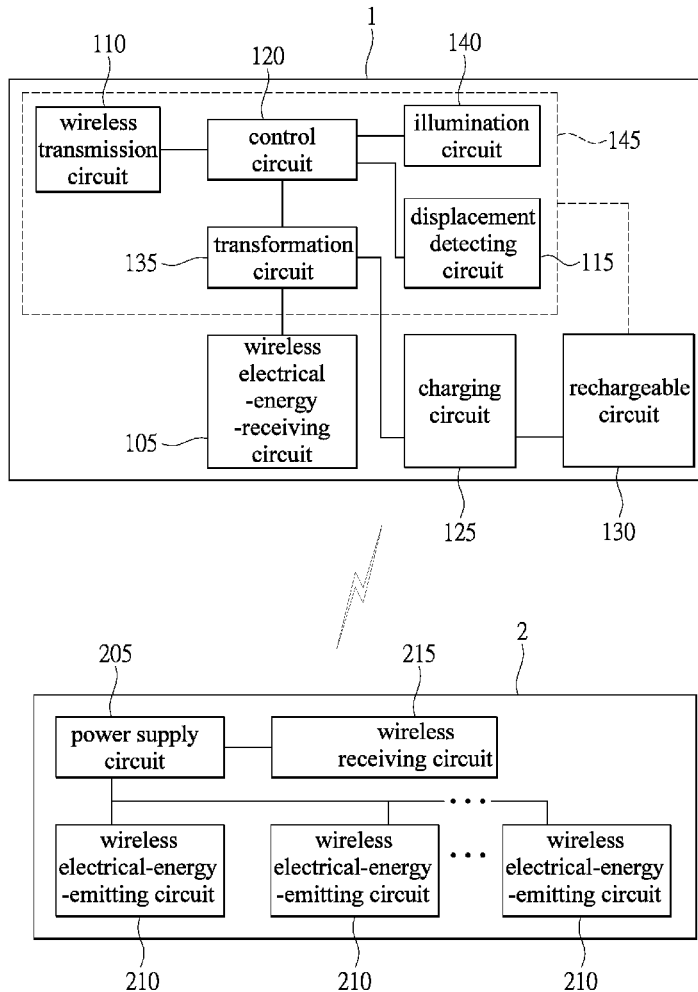 1
110
120
140
wireless
transmission
circuit
control
circuit
illumination
circuit
145
transformation
circuit
displacement
detecting
circuit
135
115
wireless
electrical
-energy
-receiving
circuit
charging
circuit
rechargeable
circuit
105
125
130
2
205
215
power supply
circuit
wireless
receiving circuit
wireless
electrical-energy
-emitting circuit
wireless
electrical-energy
-emitting circuit
wireless
electrical-energy
-emitting circuit
210
210
210